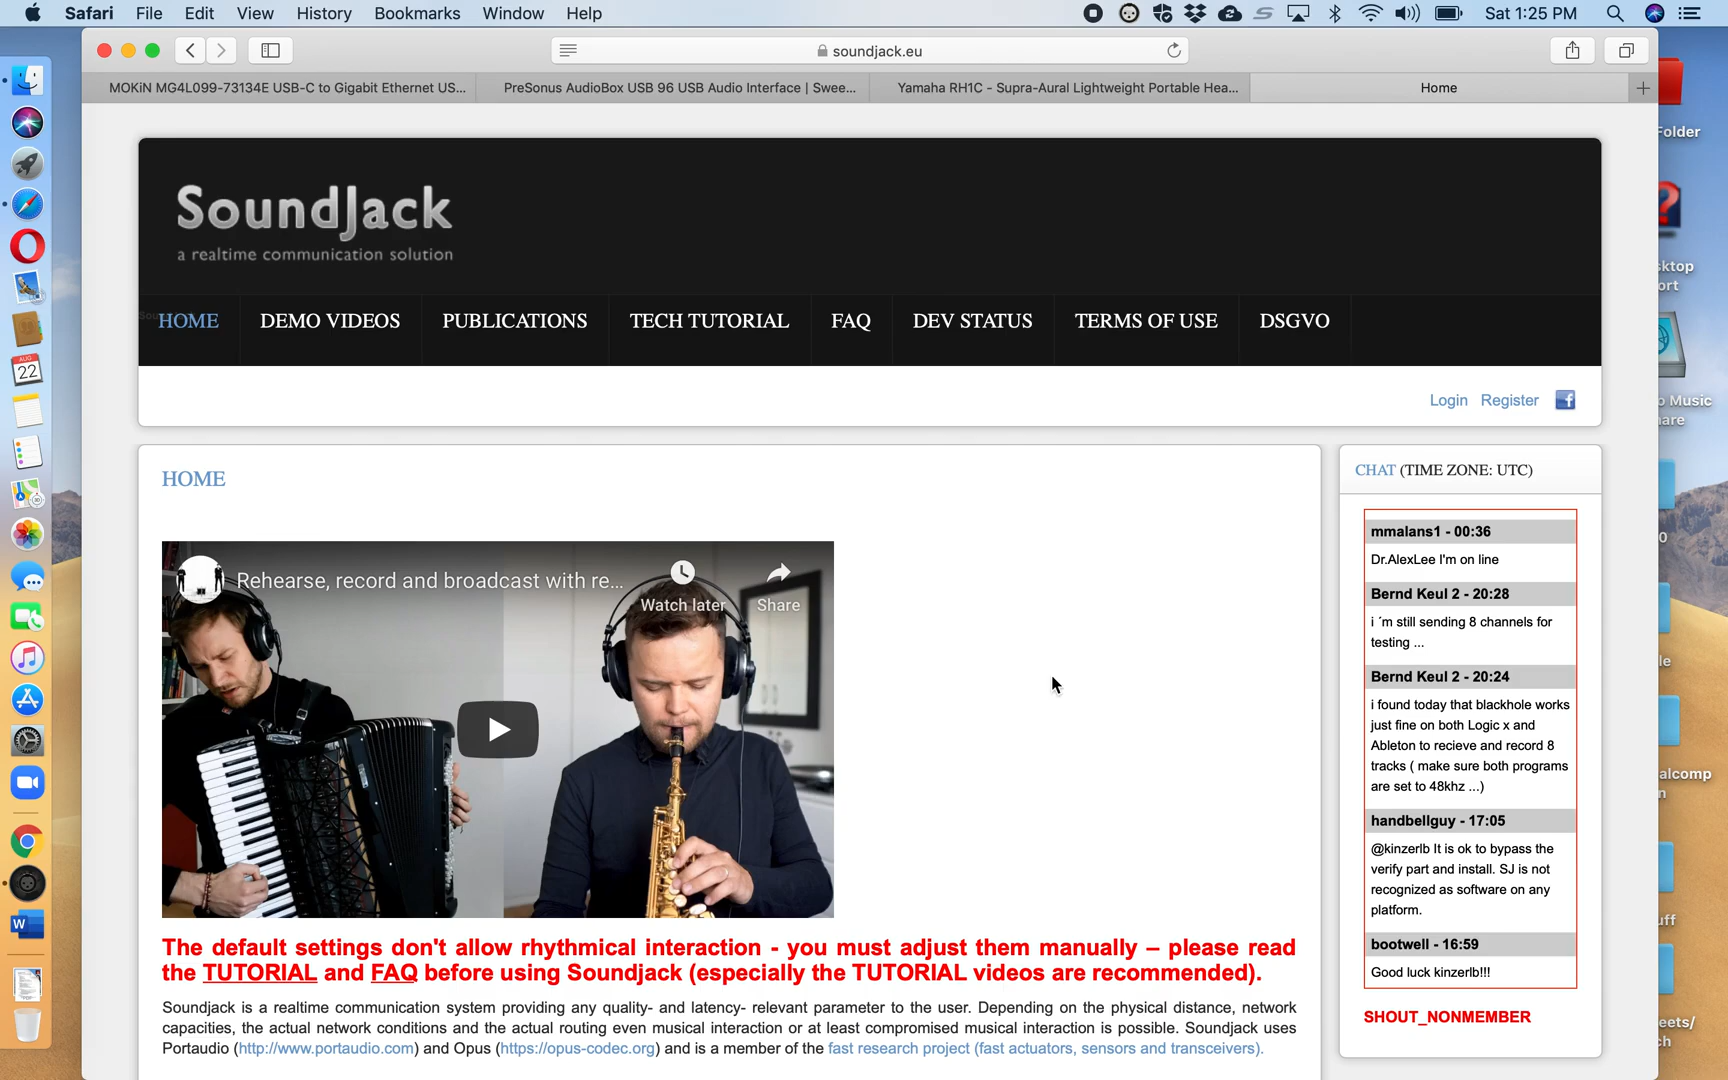 Safari File Edit View History Bookmarks Window Help
Sat 1:25 PM
soundjack.eu
MOKiN MG4L099-73134E USB-C to Gigabit Ethernet US...
PreSonus AudioBox USB 96 USB Audio Interface | Swee...
Yamaha RH1C - Supra-Aural Lightweight Portable Hea...
Home
SoundJack
a realtime communication solution
HOME DEMO VIDEOS PUBLICATIONS TECH TUTORIAL FAQ DEV STATUS TERMS OF USE DSGVO
Login Register
HOME
Rehearse, record and broadcast with re...
Watch later
Share
The default settings don't allow rhythmical interaction - you must adjust them manually – please read
the TUTORIAL and FAQ before using Soundjack (especially the TUTORIAL videos are recommended).
Soundjack is a realtime communication system providing any quality- and latency- relevant parameter to the user. Depending on the physical distance, network
capacities, the actual network conditions and the actual routing even musical interaction or at least compromised musical interaction is possible. Soundjack uses
Portaudio (http://www.portaudio.com) and Opus (https://opus-codec.org) and is a member of the fast research project (fast actuators, sensors and transceivers).
CHAT (TIME ZONE: UTC)
mmalans1 - 00:36
Dr.AlexLee I'm on line
Bernd Keul 2 - 20:28
i ´m still sending 8 channels for
testing ...
Bernd Keul 2 - 20:24
i found today that blackhole works
just fine on both Logic x and
Ableton to recieve and record 8
tracks ( make sure both programs
are set to 48khz ...)
handbellguy - 17:05
@kinzerlb It is ok to bypass the
verify part and install. SJ is not
recognized as software on any
platform.
bootwell - 16:59
Good luck kinzerlb!!!
SHOUT_NONMEMBER
AUG
22
W
Folder
sktop
ort
o Music
are
0
le
alcomp
n
uff
eets/
ch